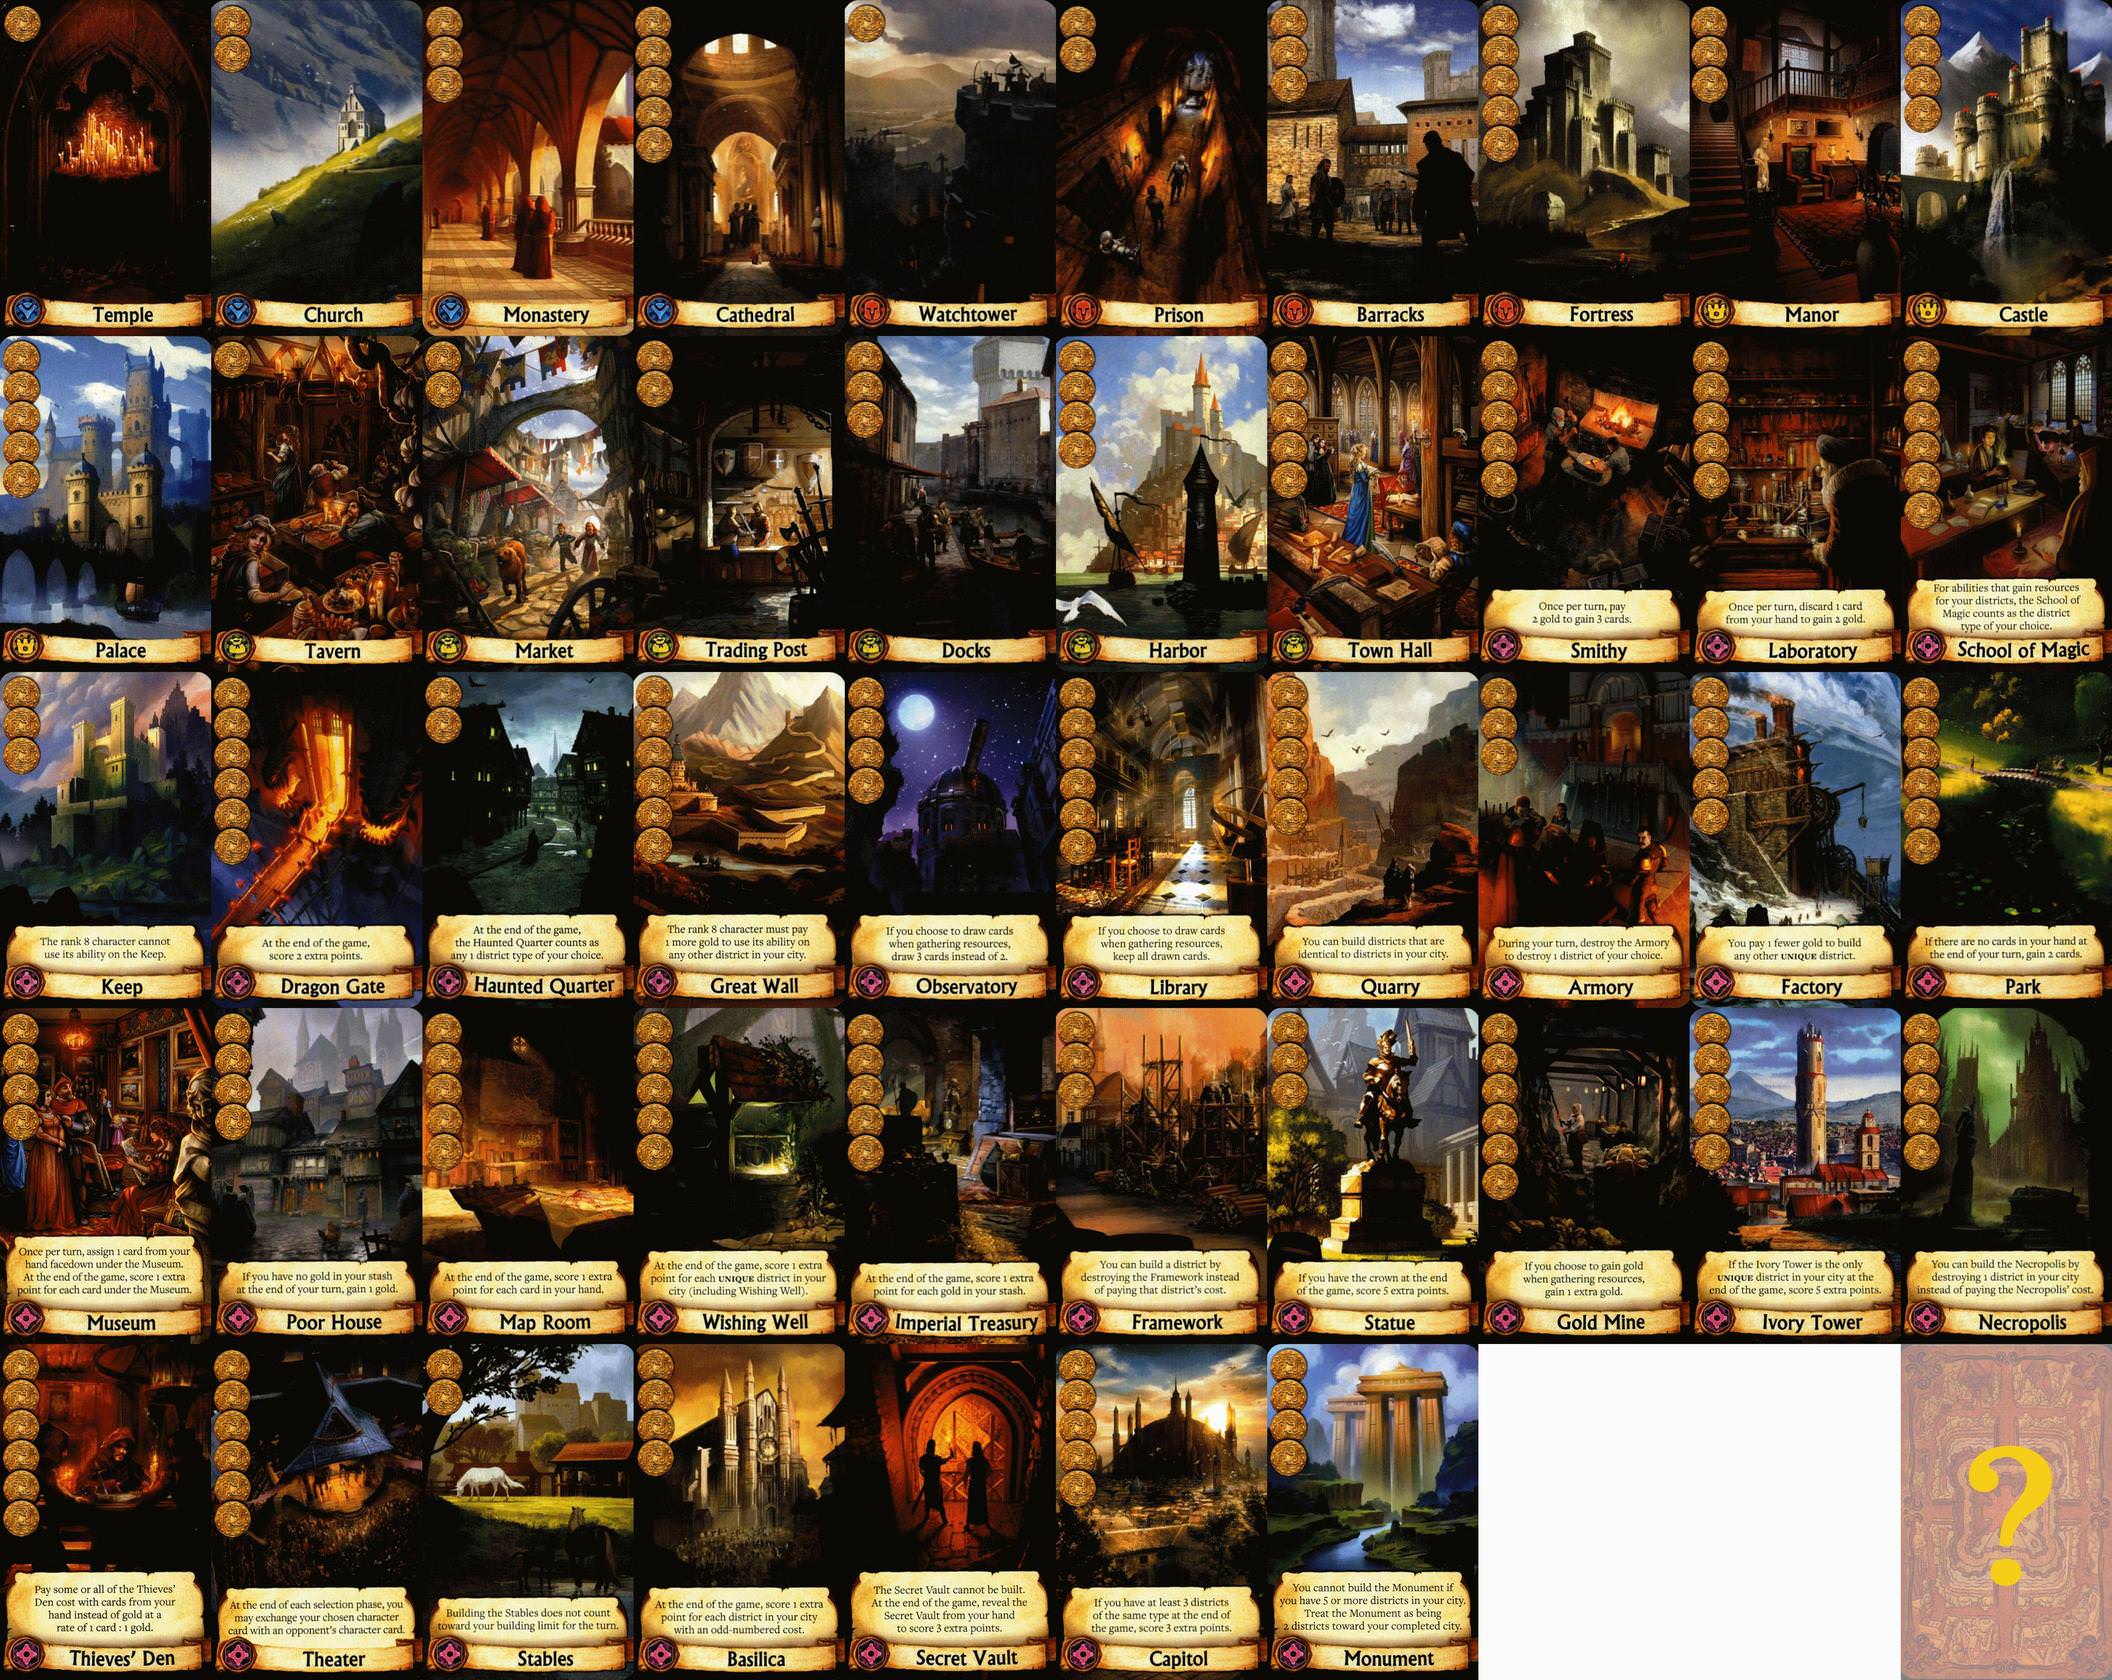 Temple
Church
Monastery
Cathedral
Watchtower
Prison
Barracks
Fortress
Manor
Castle
Palace
Tavern
Market
Trading Post
Docks
Harbor
Town Hall
Once per turn, pay
2 gold to gain 3 cards.
Smithy
Once per turn, discard 1 card
from your hand to gain 2 gold.
Laboratory
For abilities that gain resources
for your districts, the School of
Magic counts as the district
type of your choice.
School of Magic
The rank 8 character cannot
use its ability on the Keep.
Keep
At the end of the game,
score 2 extra points.
Dragon Gate
At the end of the game,
the Haunted Quarter counts as
any 1 district type of your choice.
Haunted Quarter
The rank 8 character must pay
1 more gold to use its ability on
any other district in your city.
Great Wall
If you choose to draw cards
when gathering resources,
draw 3 cards instead of 2.
Observatory
If you choose to draw cards
when gathering resources,
keep all drawn cards.
Library
You can build districts that are
identical to districts in your city.
Quarry
During your turn, destroy the Armory
to destroy 1 district of your choice.
Armory
You pay 1 fewer gold to build
any other UNIQUE district.
Factory
If there are no cards in your hand at
the end of your turn, gain 2 cards.
Park
Once per turn, assign 1 card from your
hand facedown under the Museum.
At the end of the game, score 1 extra
point for each card under the Museum.
Museum
If you have no gold in your stash
at the end of your turn, gain 1 gold.
Poor House
At the end of the game, score 1 extra
point for each card in your hand.
Map Room
At the end of the game, score 1 extra
point for each UNIQUE district in your
city (including Wishing Well).
Wishing Well
At the end of the game, score 1 extra
point for each gold in your stash.
Imperial Treasury
You can build a district by
destroying the Framework instead
of paying that district's cost.
Framework
If you have the crown at the end
of the game, score 5 extra points.
Statue
If you choose to gain gold
when gathering resources,
gain 1 extra gold.
Gold Mine
If the Ivory Tower is the only
UNIQUE district in your city at the
end of the game, score 5 extra points.
Ivory Tower
You can build the Necropolis by
destroying 1 district in your city
instead of paying the Necropolis' cost.
Necropolis
Pay some or all of the Thieves'
Den cost with cards from your
hand instead of gold at a
rate of 1 card : 1 gold.
Thieves' Den
At the end of each selection phase, you
may exchange your chosen character
card with an opponent's character card.
Theater
Building the Stables does not count
toward your building limit for the turn.
Stables
At the end of the game, score 1 extra
point for each district in your city
with an odd-numbered cost.
Basilica
The Secret Vault cannot be built.
At the end of the game, reveal the
Secret Vault from your hand
to score 3 extra points.
Secret Vault
If you have at least 3 districts
of the same type at the end of
the game, score 3 extra points.
Capitol
You cannot build the Monument if
you have 5 or more districts in your city.
Treat the Monument as being
2 districts toward your completed city.
Monument
?